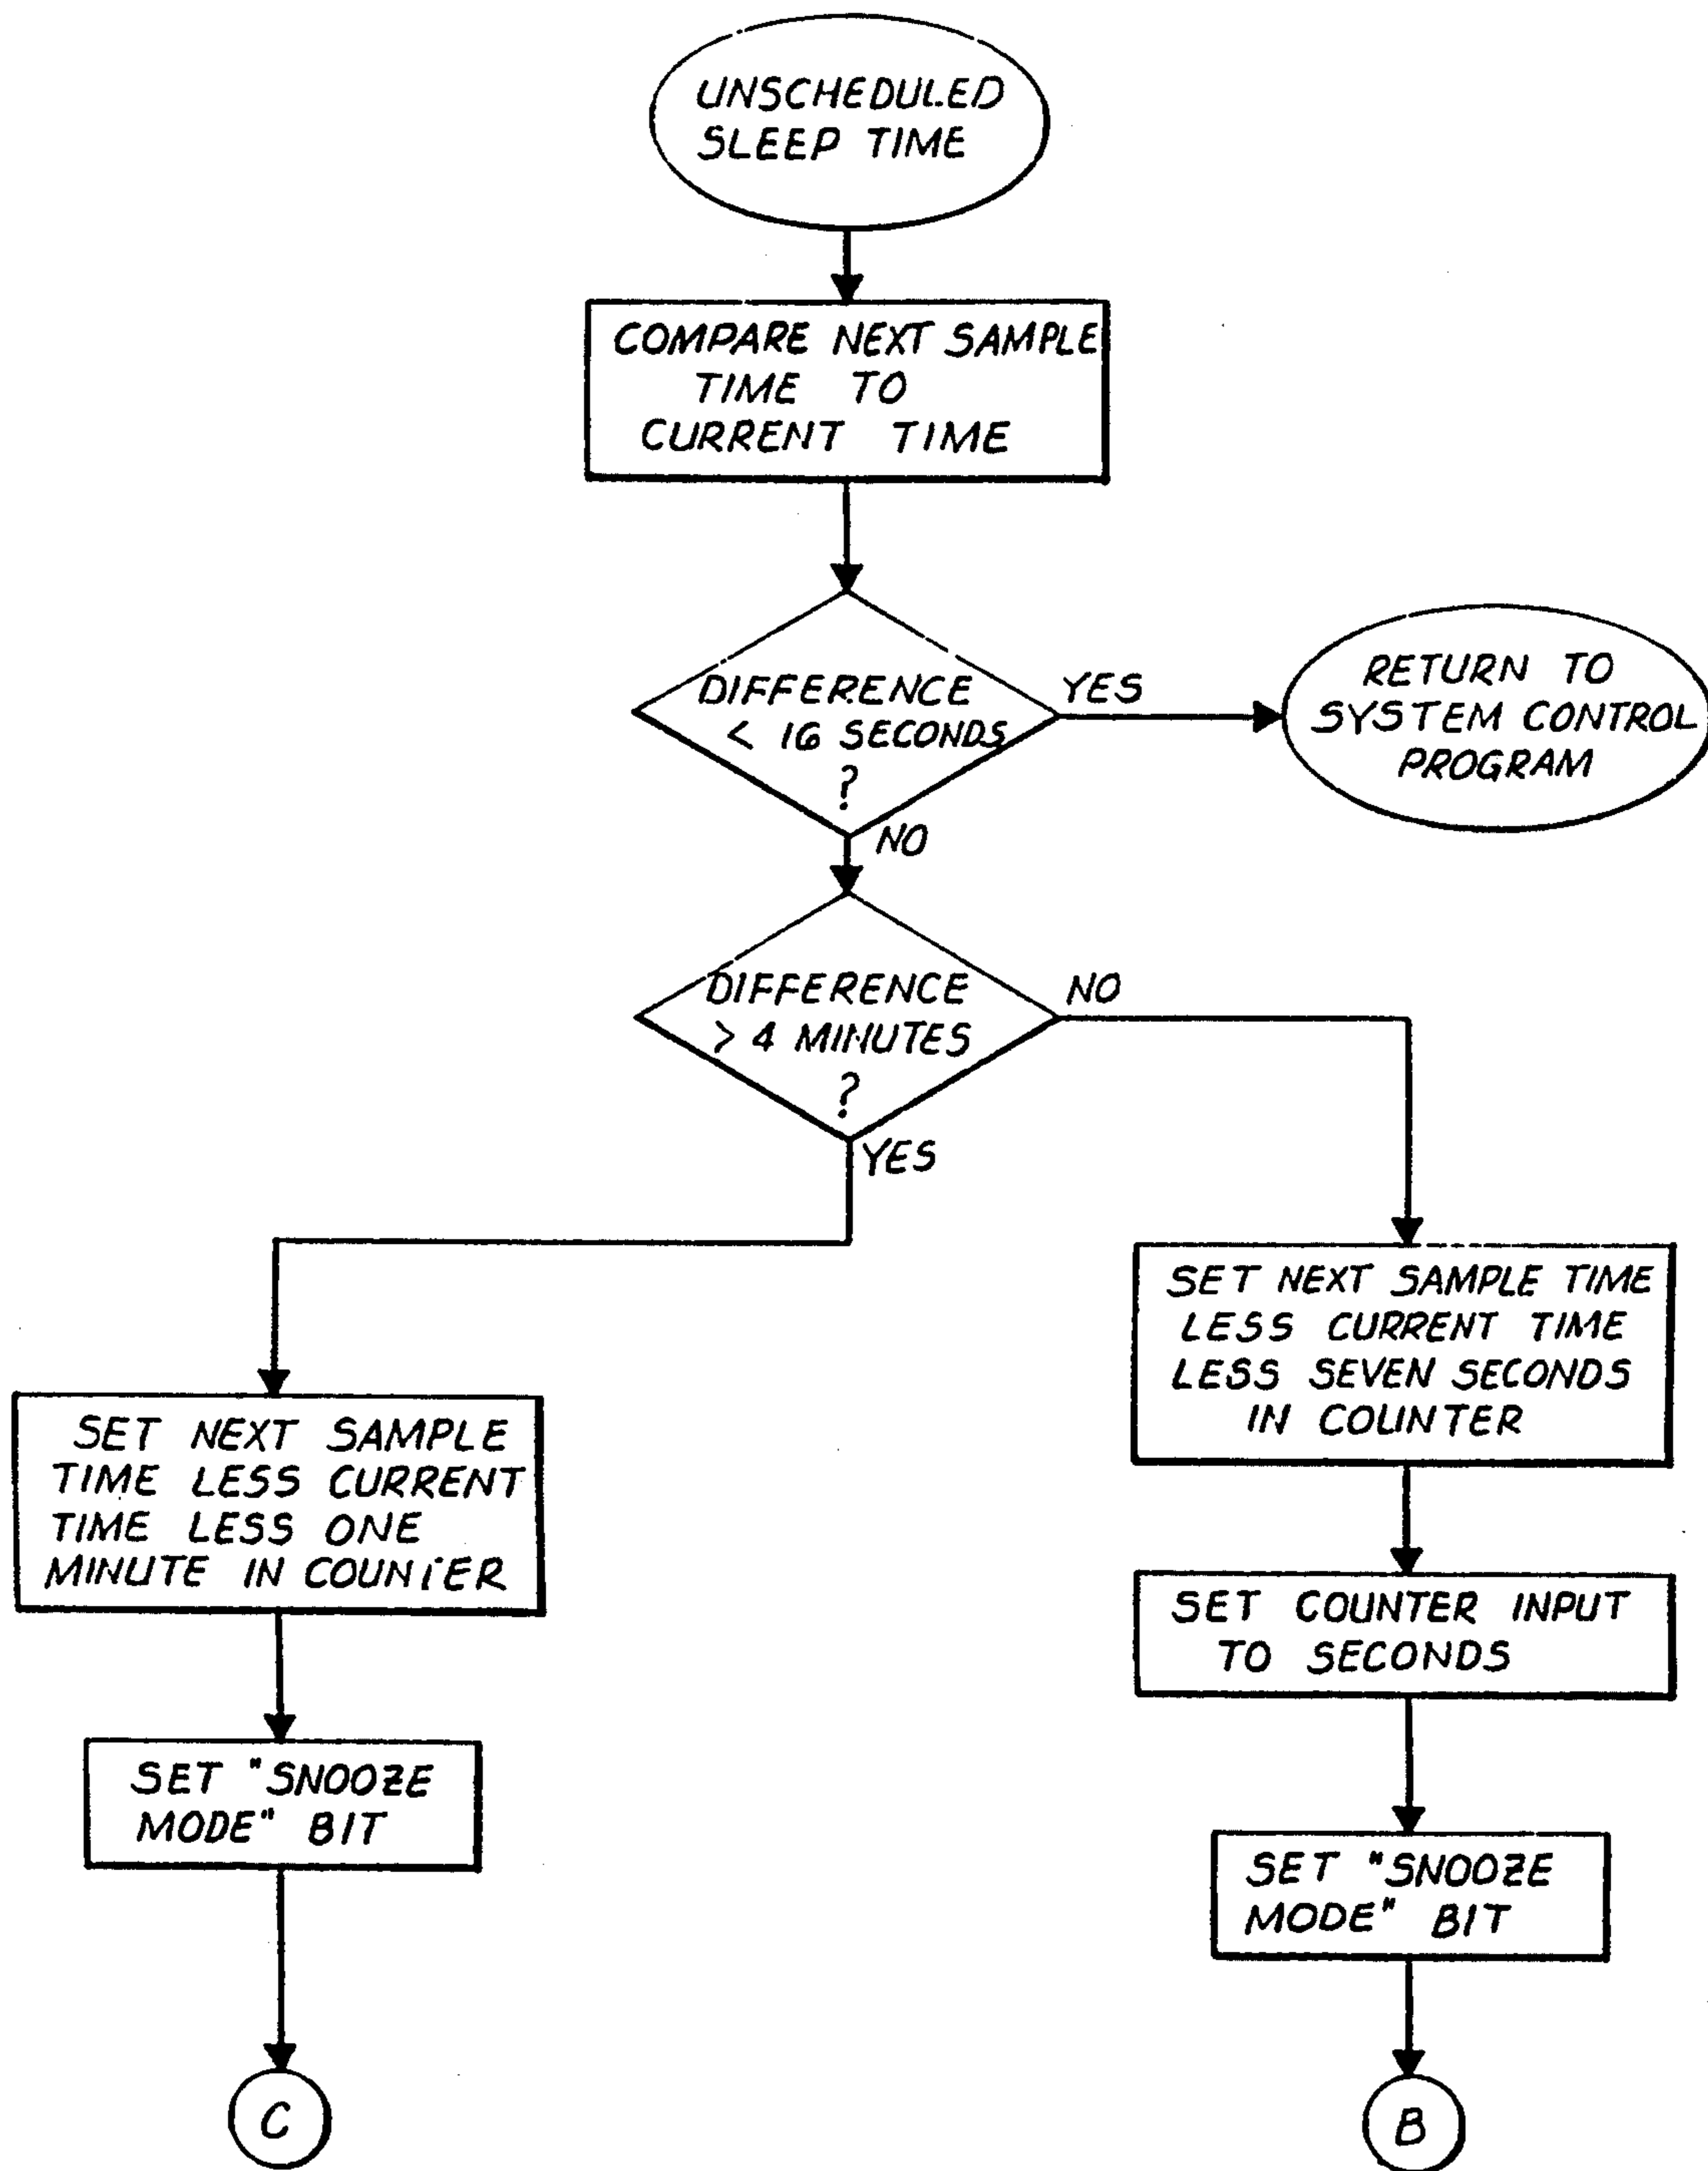 UNSCHEDULED
SLEEP TIME
COMPARE NEXT SAMPLE
TIME TO
CURRENT TIME
DIFFERENCE
< 16 SECONDS
?
YES
RETURN TO
SYSTEM CONTROL
PROGRAM
NO
DIFFERENCE
> 4 MINUTES
?
NO
YES
SET NEXT SAMPLE
TIME LESS CURRENT
TIME LESS ONE
MINUTE IN COUNTER
SET "SNOOZE
MODE" BIT
C
SET NEXT SAMPLE TIME
LESS CURRENT TIME
LESS SEVEN SECONDS
IN COUNTER
SET COUNTER INPUT
TO SECONDS
SET "SNOOZE
MODE" BIT
B